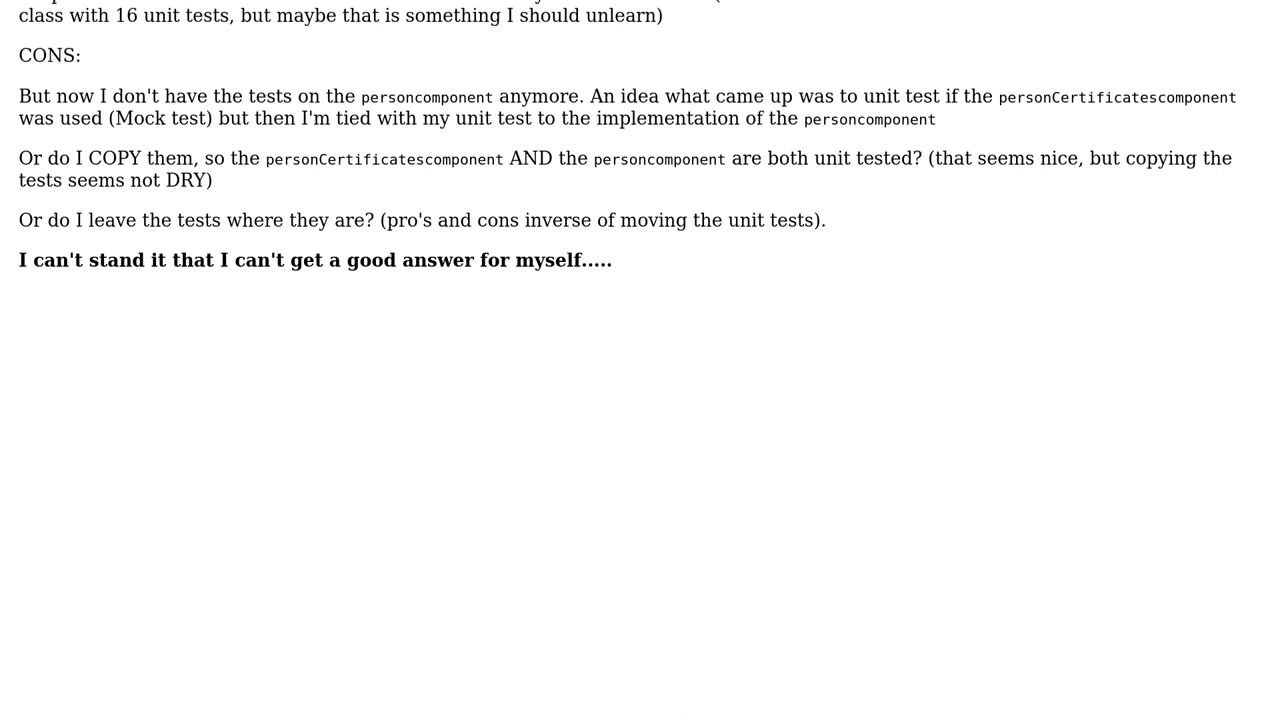 class with 16 unit tests, but maybe that is something I should unlearn)
CONS:
But now I don't have the tests on the personcomponent anymore. An idea what came up was to unit test if the personCertificatescomponent
was used (Mock test) but then I'm tied with my unit test to the implementation of the personcomponent
Or do I COPY them, so the personCertificatescomponent AND the personcomponent are both unit tested? (that seems nice, but copying the
tests seems not DRY)
Or do I leave the tests where they are? (pro's and cons inverse of moving the unit tests).
I can't stand it that I can't get a good answer for myself.....